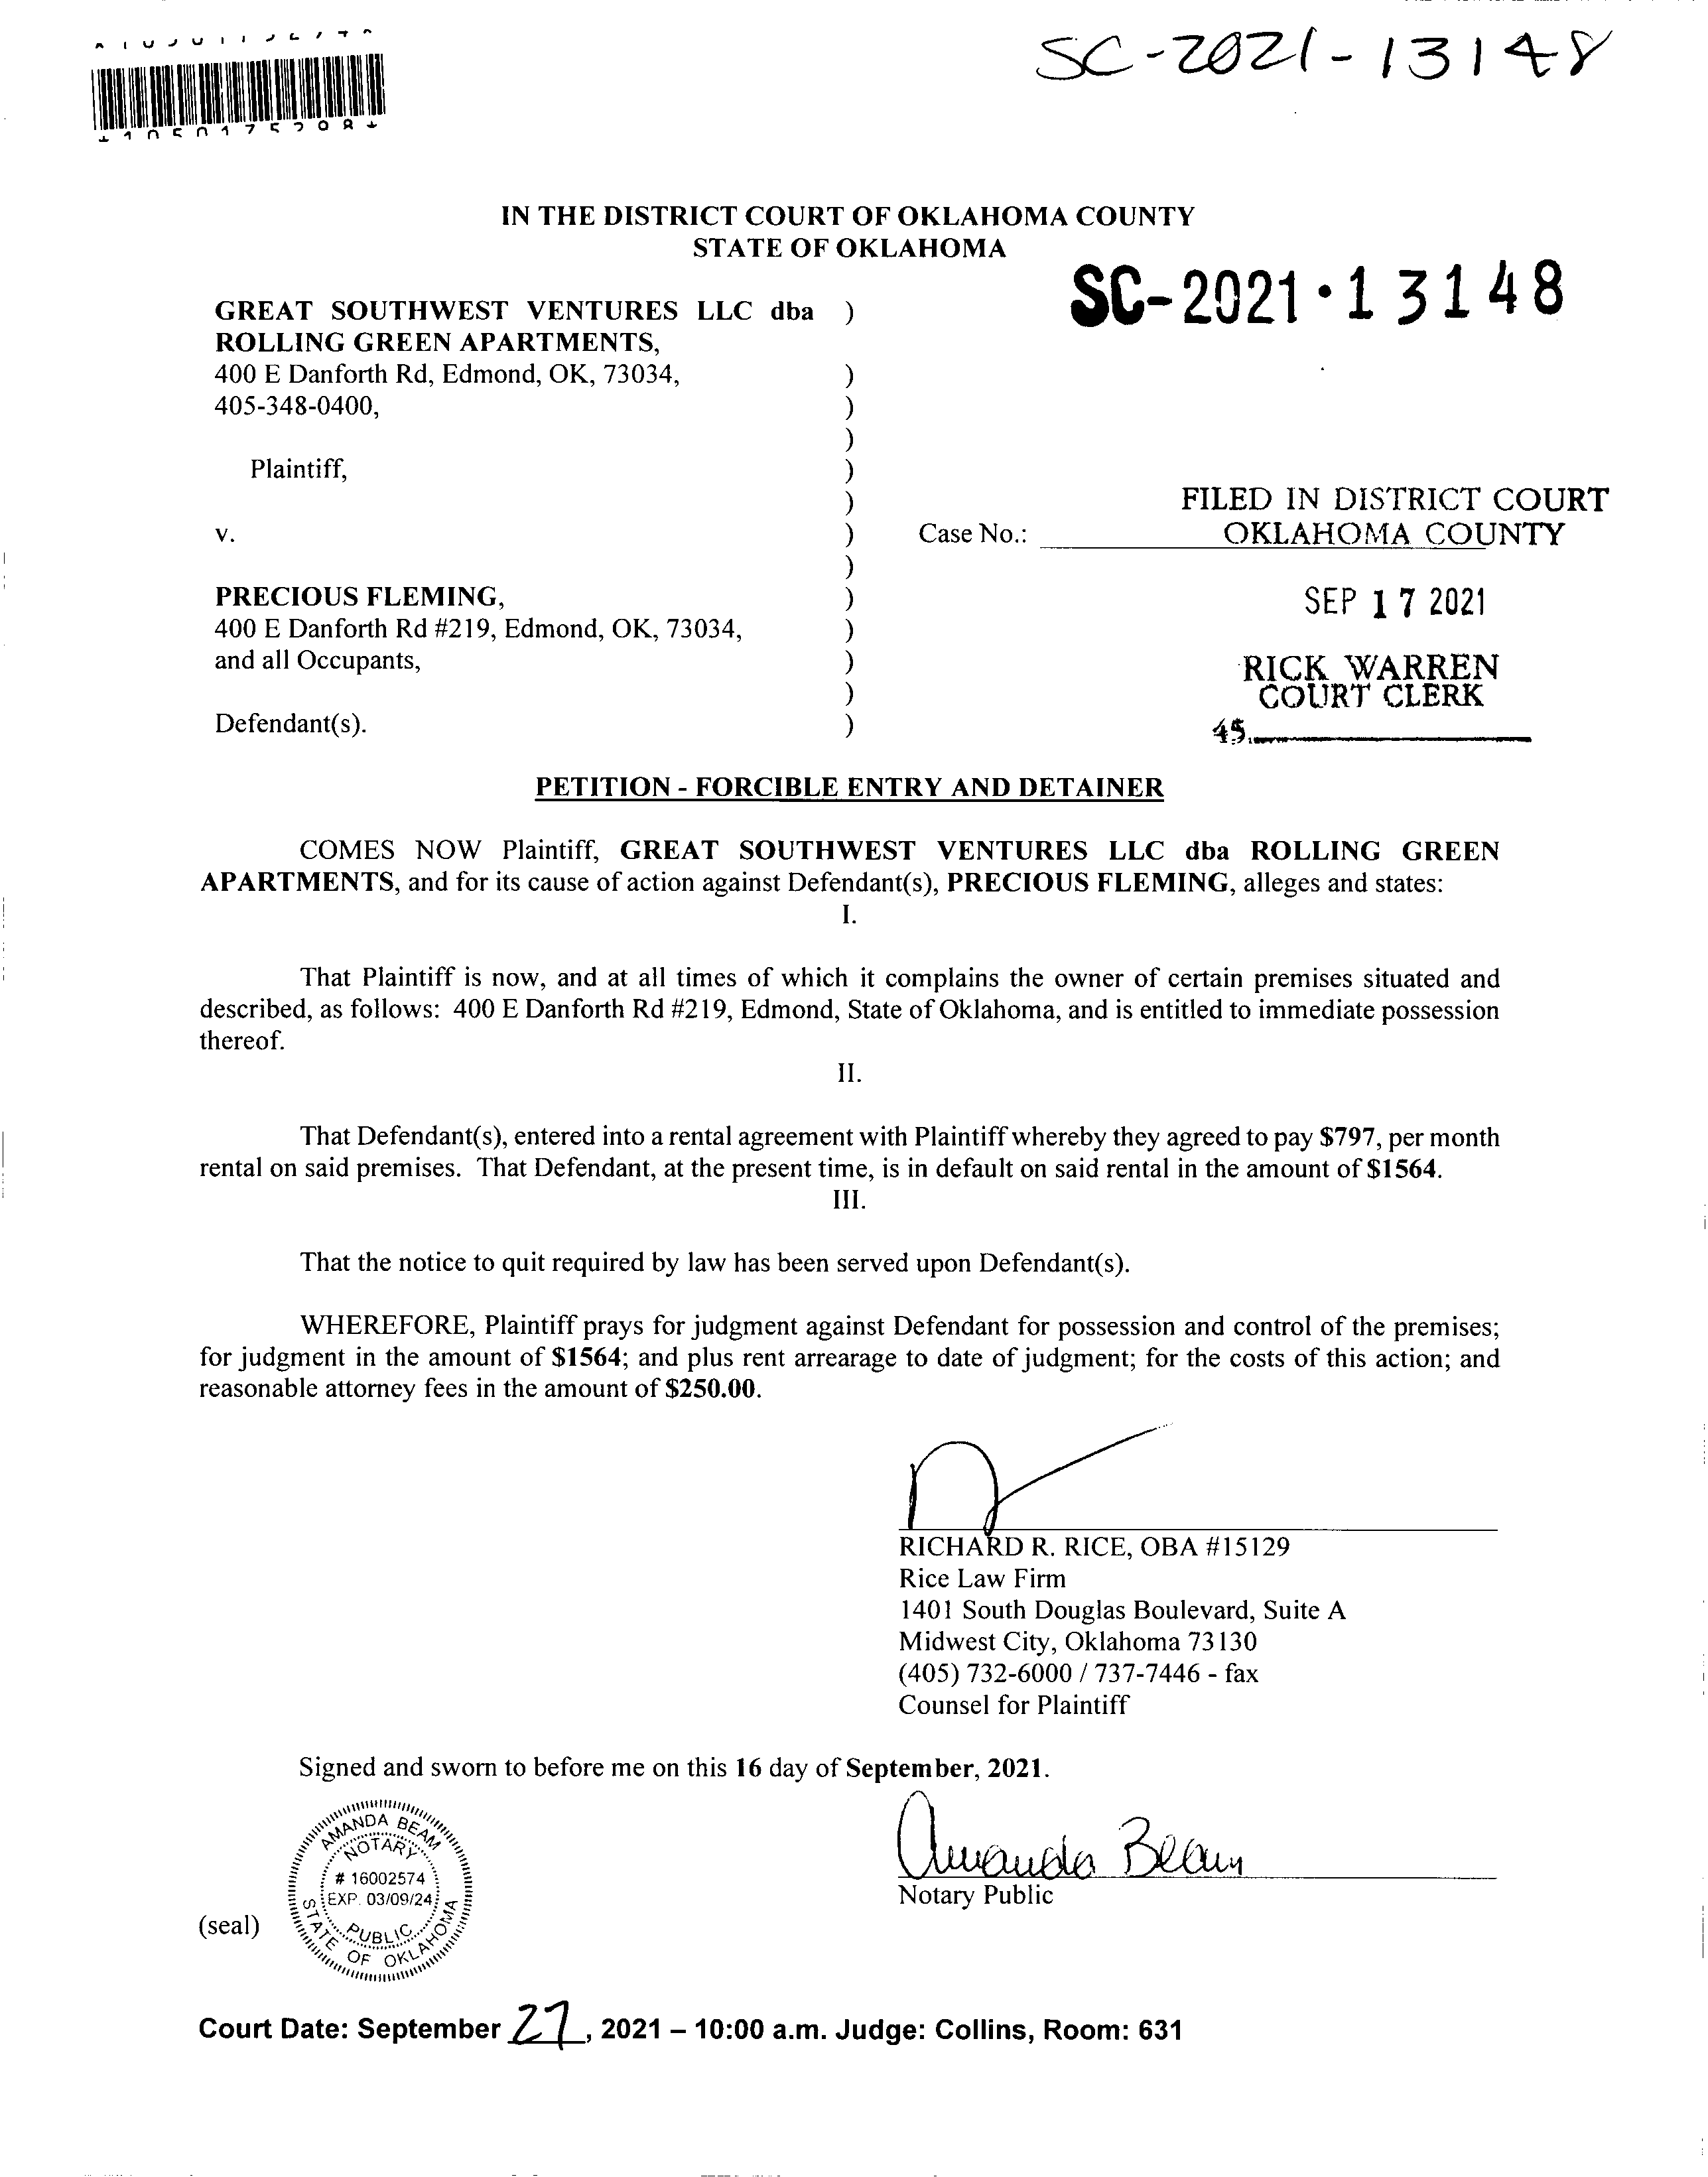 SC-2021-13148
IN THE DISTRICT COURT OF OKLAHOMA COUNTY
STATE OF OKLAHOMA
SC-2021·13148
GREAT SOUTHWEST VENTURES LLC dba )
ROLLING GREEN APARTMENTS,
400 E Danforth Rd, Edmond, OK, 73034, )
405-348-0400, )
)
Plaintiff, )
)
FILED IN DISTRICT COURT
v. ) Case No.: OKLAHOMA COUNTY
)
PRECIOUS FLEMING, ) SEP 17 2021
400 E Danforth Rd #219, Edmond, OK, 73034, )
and all Occupants, ) RICK WARREN
) COURT CLERK
Defendant(s). ) 45.
PETITION - FORCIBLE ENTRY AND DETAINER
COMES NOW Plaintiff, GREAT SOUTHWEST VENTURES LLC dba ROLLING GREEN
APARTMENTS, and for its cause of action against Defendant(s), PRECIOUS FLEMING, alleges and states:
I.
That Plaintiff is now, and at all times of which it complains the owner of certain premises situated and
described, as follows: 400 E Danforth Rd #219, Edmond, State of Oklahoma, and is entitled to immediate possession
thereof.
II.
That Defendant(s), entered into a rental agreement with Plaintiff whereby they agreed to pay $797, per month
rental on said premises. That Defendant, at the present time, is in default on said rental in the amount of $1564.
III.
That the notice to quit required by law has been served upon Defendant(s).
WHEREFORE, Plaintiff prays for judgment against Defendant for possession and control of the premises;
for judgment in the amount of $1564; and plus rent arrearage to date of judgment; for the costs of this action; and
reasonable attorney fees in the amount of $250.00.
RICHARD R. RICE, OBA #15129
Rice Law Firm
1401 South Douglas Boulevard, Suite A
Midwest City, Oklahoma 73130
(405) 732-6000 / 737-7446 - fax
Counsel for Plaintiff
Signed and sworn to before me on this 16 day of September, 2021.
Amanda Beam
Notary Public
AMANDA BEAM
NOTARY
# 16002574
EXP. 03/09/24
PUBLIC
STATE OF OKLAHOMA
(seal)
Court Date: September 27, 2021 – 10:00 a.m. Judge: Collins, Room: 631